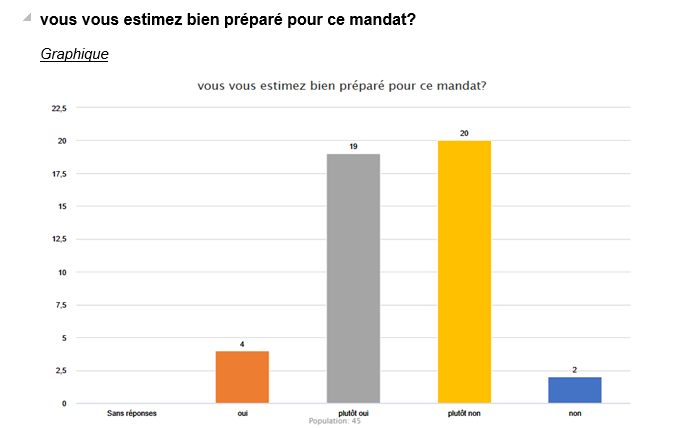 vous vous estimez bien préparé pour ce mandat?
Graphique
vous vous estimez bien préparé pour ce mandat?
22,5
20
17,5
15
12,5
10
7,5
5
2,5
0
4
19
20
2
Sans réponses oui plutôt oui plutôt non non
Population: 45